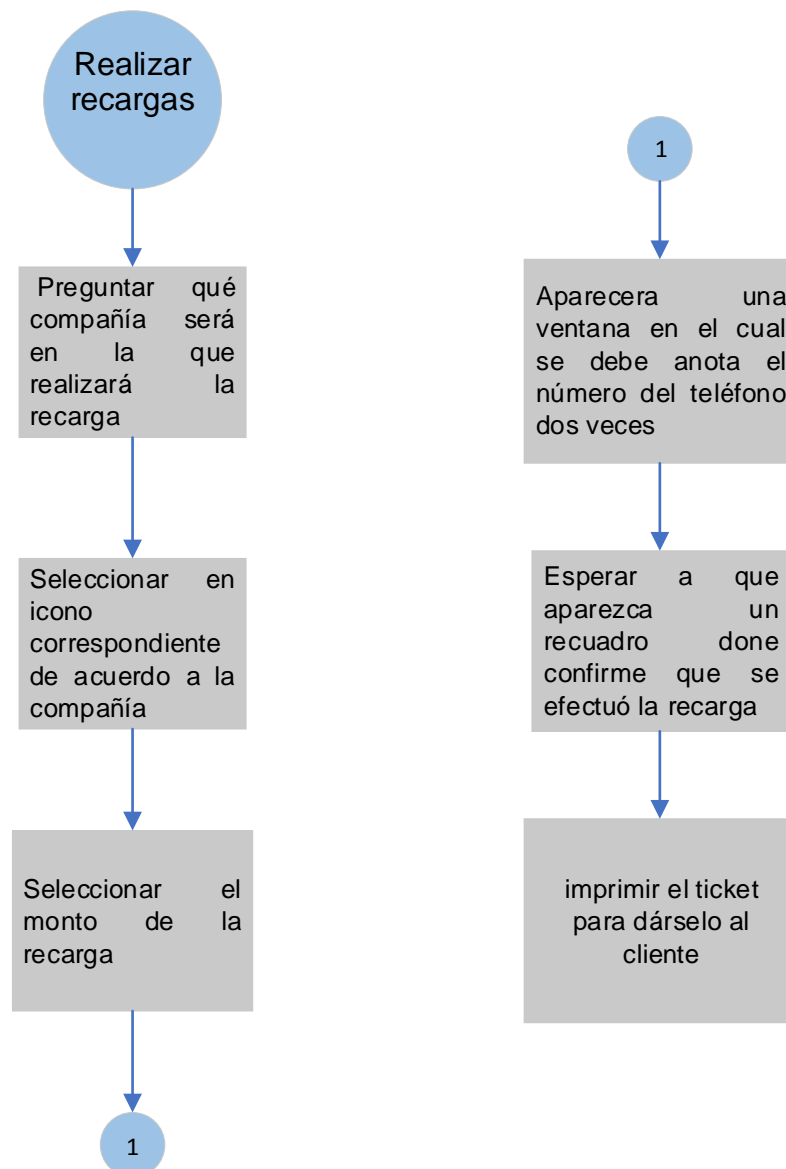 Realizar
recargas
Preguntar qué
compañía será
en la que
realizará la
recarga
Seleccionar en
icono
correspondiente
de acuerdo a la
compañía
Seleccionar el
monto de la
recarga
1
1
Aparecera una
ventana en el cual
se debe anota el
número del teléfono
dos veces
Esperar a que
aparezca un
recuadro done
confirme que se
efectuó la recarga
imprimir el ticket
para dárselo al
cliente